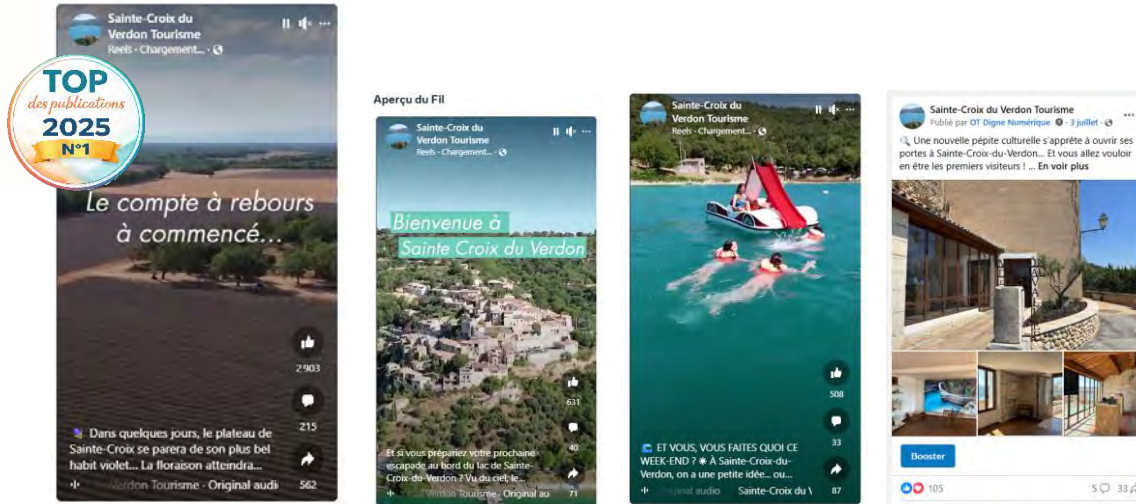 TOP
des publications
2025
N°1
Sainte-Croix du
Verdon Tourisme
Reels · Chargement... ·
Le compte à rebours
à commencé...
2 903
215
562
Dans quelques jours, le plateau de
Sainte-Croix se parera de son plus bel
habit violet... La floraison atteindra...
Verdon Tourisme · Original audi
Aperçu du Fil
Sainte-Croix du
Verdon Tourisme
Reels · Chargement... ·
Bienvenue à
Sainte Croix du Verdon
631
40
71
Et si vous prépariez votre prochaine
escapade au bord du lac de Sainte-
Croix-du-Verdon ? Vu du ciel, le...
Verdon Tourisme · Original au
Sainte-Croix du
Verdon Tourisme
Reels · Chargement... ·
508
33
87
ET VOUS, VOUS FAITES QUOI CE
WEEK-END ? ☀ À Sainte-Croix-du-
Verdon, on a une petite idée... ou...
audio Sainte-Croix du \
Sainte-Croix du Verdon Tourisme
Publié par OT Digne Numérique · 3 juillet ·
Une nouvelle pépite culturelle s'apprête à ouvrir ses
portes à Sainte-Croix-du-Verdon... Et vous allez vouloir
en être les premiers visiteurs ! ... En voir plus
Booster
105
5 33